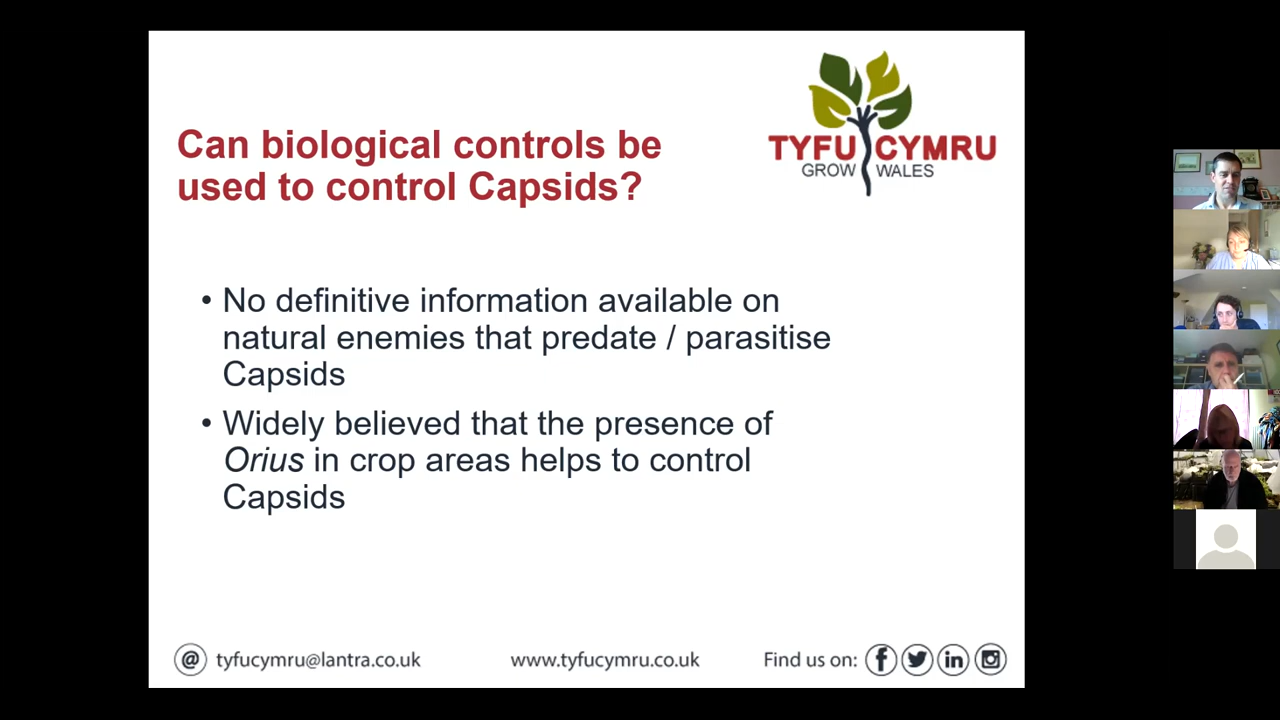 TYFU CYMRU
GROW WALES
Can biological controls be
used to control Capsids?
• No definitive information available on
natural enemies that predate / parasitise
Capsids
• Widely believed that the presence of
Orius in crop areas helps to control
Capsids
@ tyfucymru@lantra.co.uk
www.tyfucymru.co.uk
Find us on: f in